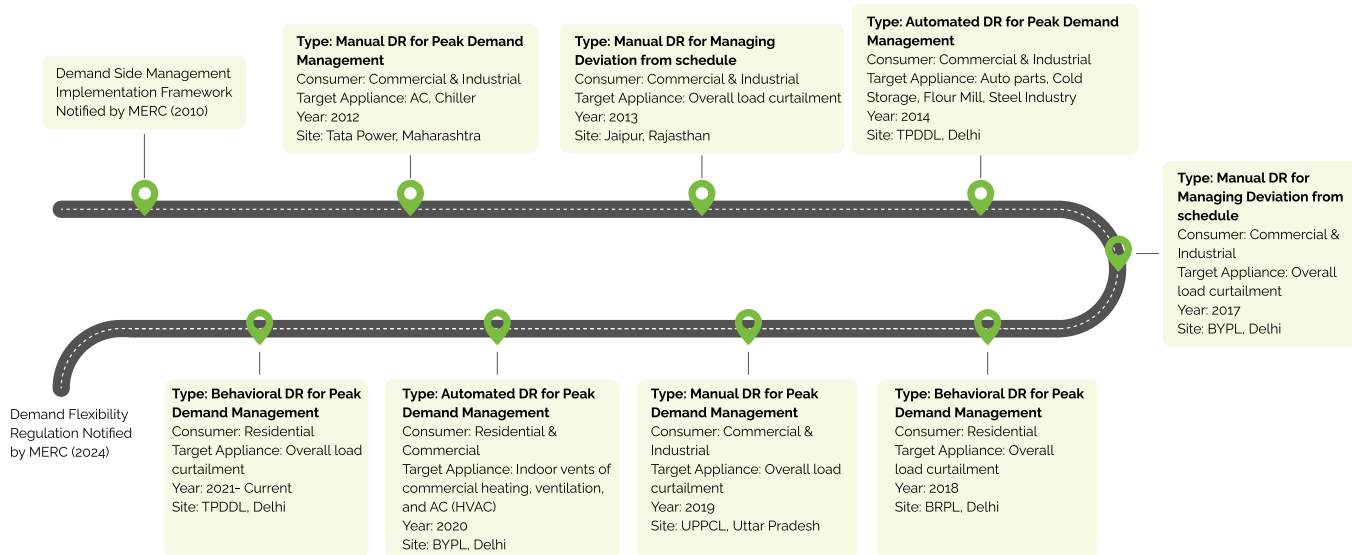 Demand Side Management
Implementation Framework
Notified by MERC (2010)
Type: Manual DR for Peak Demand
Management
Consumer: Commercial & Industrial
Target Appliance: AC, Chiller
Year: 2012
Site: Tata Power, Maharashtra
Type: Manual DR for Managing
Deviation from schedule
Consumer: Commercial & Industrial
Target Appliance: Overall load curtailment
Year: 2013
Site: Jaipur, Rajasthan
Type: Automated DR for Peak Demand
Management
Consumer: Commercial & Industrial
Target Appliance: Auto parts, Cold
Storage, Flour Mill, Steel Industry
Year: 2014
Site: TPDDL, Delhi
Type: Manual DR for
Managing Deviation from
schedule
Consumer: Commercial &
Industrial
Target Appliance: Overall
load curtailment
Year: 2017
Site: BYPL, Delhi
Type: Behavioral DR for Peak
Demand Management
Consumer: Residential
Target Appliance: Overall
load curtailment
Year: 2018
Site: BRPL, Delhi
Type: Manual DR for Peak
Demand Management
Consumer: Commercial &
Industrial
Target Appliance: Overall load
curtailment
Year: 2019
Site: UPPCL, Uttar Pradesh
Type: Automated DR for Peak
Demand Management
Consumer: Residential &
Commercial
Target Appliance: Indoor vents of
commercial heating, ventilation,
and AC (HVAC)
Year: 2020
Site: BYPL, Delhi
Type: Behavioral DR for Peak
Demand Management
Consumer: Residential
Target Appliance: Overall load
curtailment
Year: 2021– Current
Site: TPDDL, Delhi
Demand Flexibility
Regulation Notified
by MERC (2024)